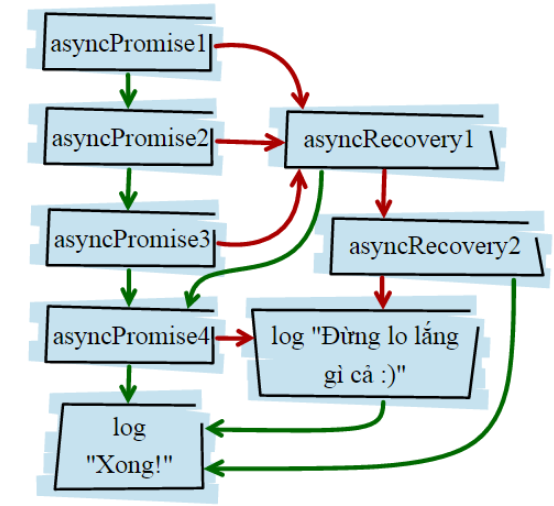 asyncPromise1
asyncPromise2
asyncRecovery1
asyncPromise3
asyncRecovery2
asyncPromise4
log "Đừng lo lắng
gì cả :)"
log
"Xong!"